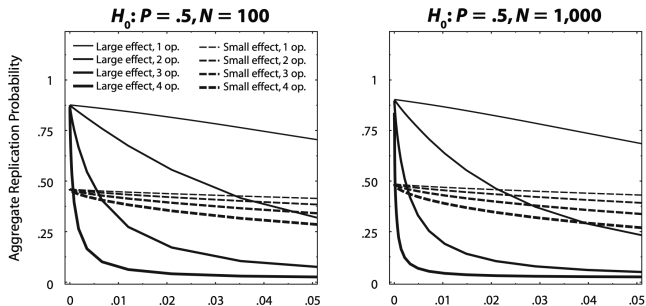 H0: P = .5, N = 100
H0: P = .5, N = 1,000
Large effect, 1 op.
Large effect, 2 op.
Large effect, 3 op.
Large effect, 4 op.
Small effect, 1 op.
Small effect, 2 op.
Small effect, 3 op.
Small effect, 4 op.
Aggregate Replication Probability
1
.75
.50
.25
0
0 .01 .02 .03 .04 .05
1
.75
.50
.25
0
0 .01 .02 .03 .04 .05